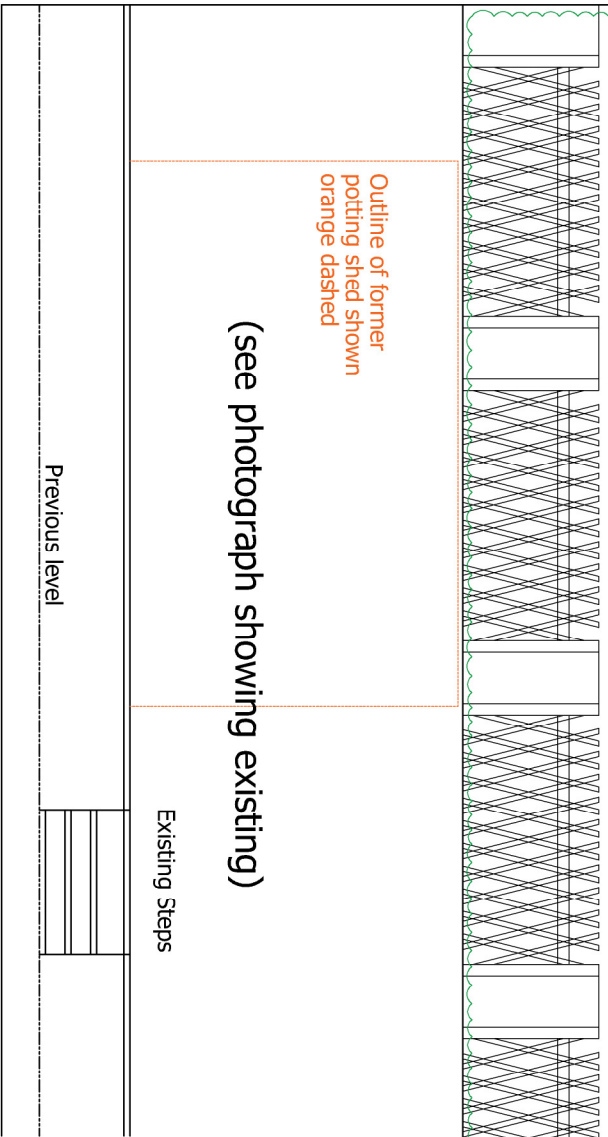 Outline of former
potting shed shown
orange dashed
(see photograph showing existing)
Existing Steps
Previous level